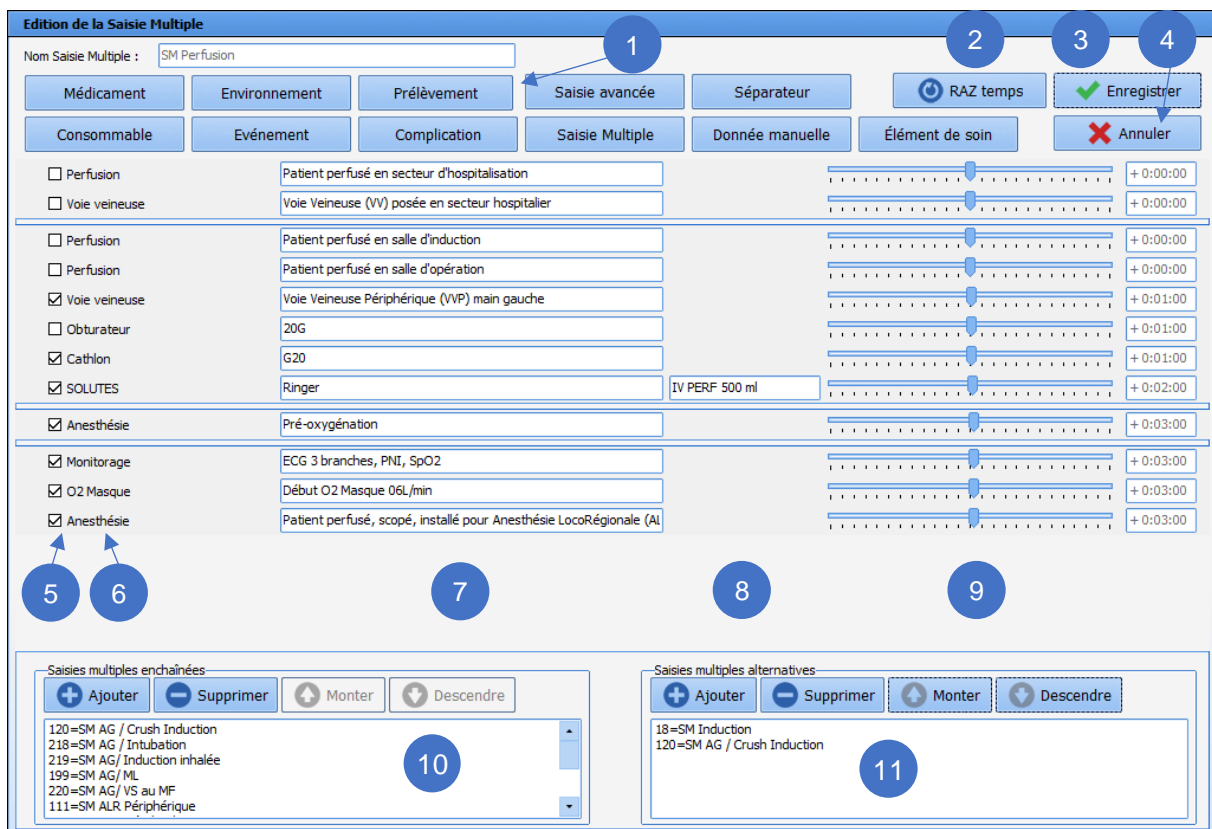 Edition de la Saisie Multiple
Nom Saisie Multiple : SM Perfusion
1
2
3
4
Médicament Environnement Prélèvement Saisie avancée Séparateur RAZ temps Enregistrer
Consommable Evénement Complication Saisie Multiple Donnée manuelle Élément de soin Annuler
Perfusion Patient perfusé en secteur d'hospitalisation + 0:00:00
Voie veineuse Voie Veineuse (VV) posée en secteur hospitalier + 0:00:00
Perfusion Patient perfusé en salle d'induction + 0:00:00
Perfusion Patient perfusé en salle d'opération + 0:00:00
Voie veineuse Voie Veineuse Périphérique (VVP) main gauche + 0:01:00
Obturateur 20G + 0:01:00
Cathlon G20 + 0:01:00
SOLUTES Ringer IV PERF 500 ml + 0:02:00
Anesthésie Pré-oxygénation + 0:03:00
Monitorage ECG 3 branches, PNI, SpO2 + 0:03:00
O2 Masque Début O2 Masque 06L/min + 0:03:00
Anesthésie Patient perfusé, scopé, installé pour Anesthésie LocoRégionale (AL + 0:03:00
5 6 7 8 9
Saisies multiples enchaînées
Ajouter Supprimer Monter Descendre
120=SM AG / Crush Induction
218=SM AG / Intubation
219=SM AG/ Induction inhalée
199=SM AG/ ML
220=SM AG/ VS au MF
111=SM ALR Périphérique
10
Saisies multiples alternatives
Ajouter Supprimer Monter Descendre
18=SM Induction
120=SM AG / Crush Induction
11